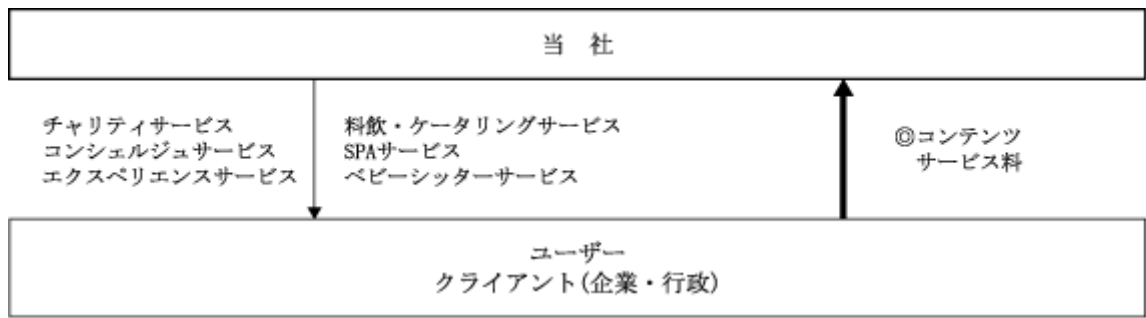 当 社
チャリティサービス
コンシェルジュサービス
エクスペリエンスサービス
料飲・ケータリングサービス
SPAサービス
ベビーシッターサービス
◎コンテンツ
サービス料
ユーザー
クライアント(企業・行政)